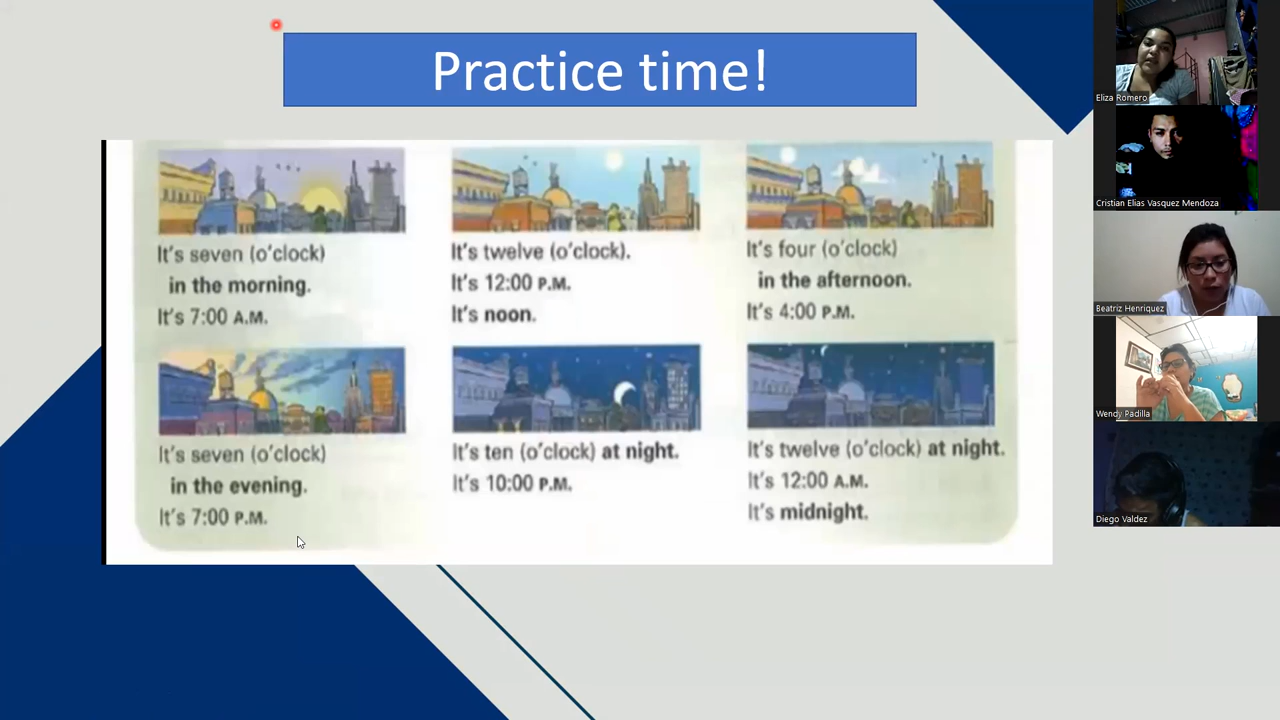 Practice time!
It's seven (o'clock)
in the morning.
It's 7:00 A.M.
It's twelve (o'clock).
It's 12:00 P.M.
It's noon.
It's four (o'clock)
in the afternoon.
It's 4:00 P.M.
It's seven (o'clock)
in the evening.
It's 7:00 P.M.
It's ten (o'clock) at night.
It's 10:00 P.M.
It's twelve (o'clock) at night.
It's 12:00 A.M.
It's midnight.
Eliza Romero
Cristian Elias Vasquez Mendoza
Beatriz Henriquez
Wendy Padilla
Diego Valdez